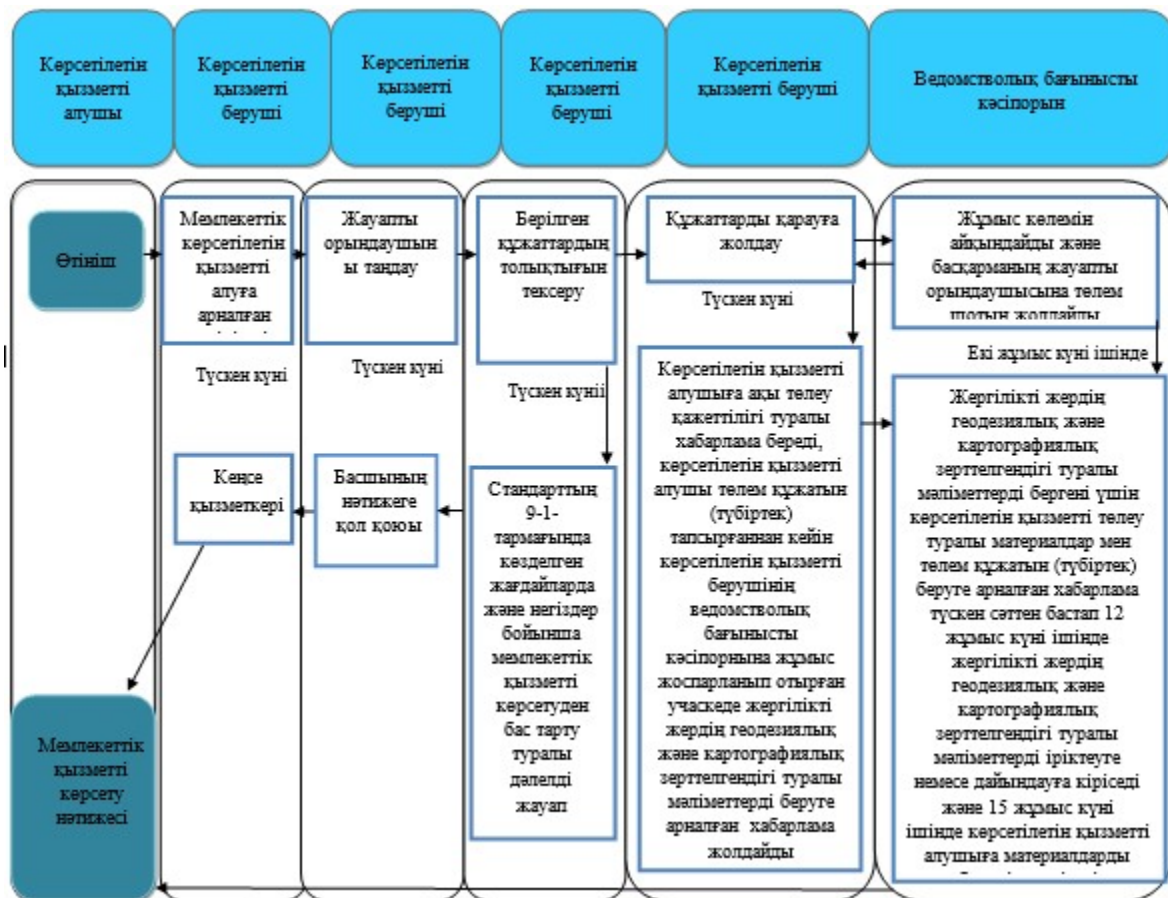 Көрсетілетін
қызметті
алушы
Көрсетілетін
қызметті
беруші
Көрсетілетін
қызметті
беруші
Көрсетілетін
қызметті
беруші
Көрсетілетін
қызметті беруші
Ведомстволық бағынысты
кәсіпорын
Өтініш
Мемлекеттік
көрсетілетін
қызметті
алуға
арналған
Түскен күні
Жауапты
орындаушын
ы таңдау
Түскен күні
Берілген
құжаттардың
толықтығын
тексеру
Түскен күніі
Құжаттарды қарауға
жолдау
Түскен күні
Жұмыс көлемін
айқындайды және
басқарманың жауапты
орындаушысына төлем
шотын жолдайды
Екі жұмыс күні ішінде
Кеңсе
қызметкері
Басшының
нәтижеге
қол қоюы
Стандарттың
9-1-
тармағында
көзделген
жағдайларда
және негіздер
бойынша
мемлекеттік
қызметті
көрсетуден
бас тарту
туралы
дәлелді
жауап
Көрсетілетін қызметті
алушыға ақы төлеу
қажеттілігі туралы
хабарлама береді,
көрсетілетін қызметті
алушы төлем құжатын
(түбіртек)
тапсырғаннан кейін
көрсетілетін қызметті
берушінің
ведомстволық
бағынысты
кәсіпорнына жұмыс
жоспарланып отырған
учаскеде жергілікті
жердің геодезиялық
және картографиялық
зерттелгендігі туралы
мәліметтерді беруге
арналған хабарлама
жолдайды
Жергілікті жердің
геодезиялық және
картографиялық
зерттелгендігі туралы
мәліметтерді бергені үшін
көрсетілетін қызметті төлеу
туралы материалдар мен
төлем құжатын (түбіртек)
беруге арналған хабарлама
түскен сәттен бастап 12
жұмыс күні ішінде
жергілікті жердің
геодезиялық және
картографиялық
зерттелгендігі туралы
мәліметтерді іріктеуге
немесе дайындауға кіріседі
және 15 жұмыс күні
ішінде көрсетілетін қызметті
алушыға материалдарды
Мемлекеттік
қызметті
көрсету
нәтижесі